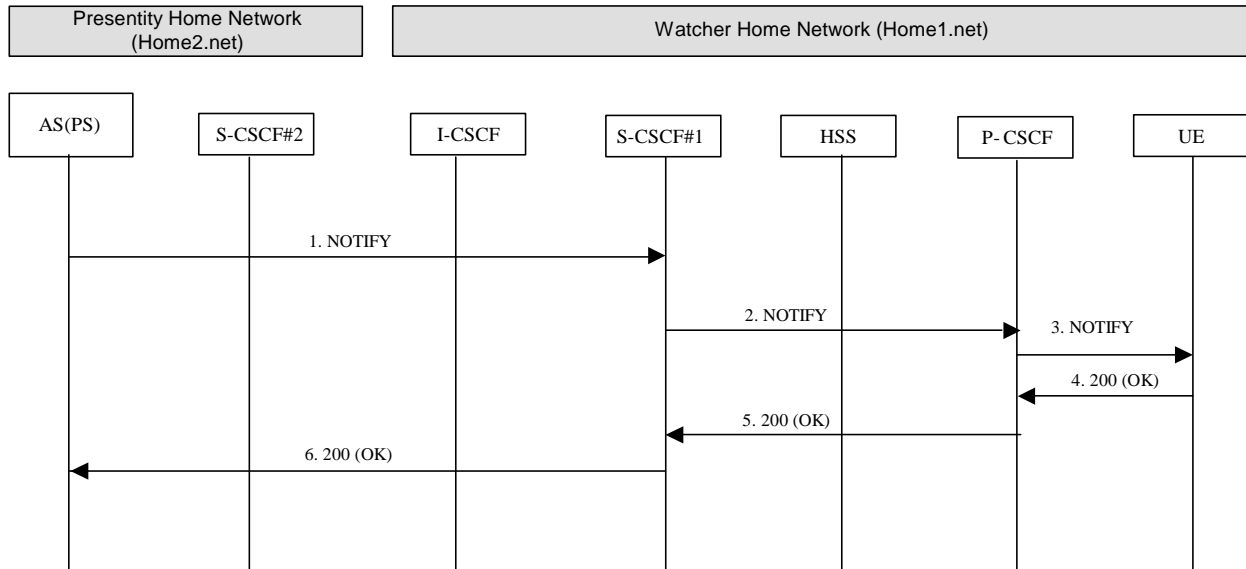 Presentity Home Network
(Home2.net)
Watcher Home Network (Home1.net)
AS(PS)
S-CSCF#2
I-CSCF
S-CSCF#1
HSS
P- CSCF
UE
1. NOTIFY
2. NOTIFY
3. NOTIFY
4. 200 (OK)
5. 200 (OK)
6. 200 (OK)